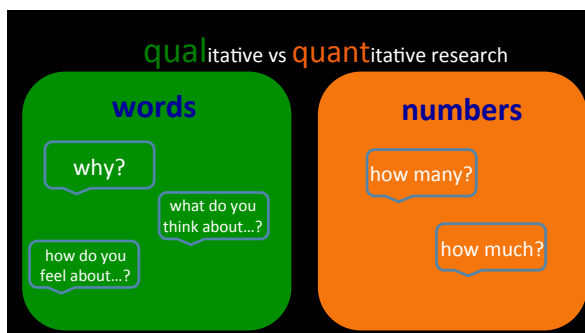 qualitative vs quantitative research
words
why?
what do you
think about...?
how do you
feel about...?
numbers
how many?
how much?